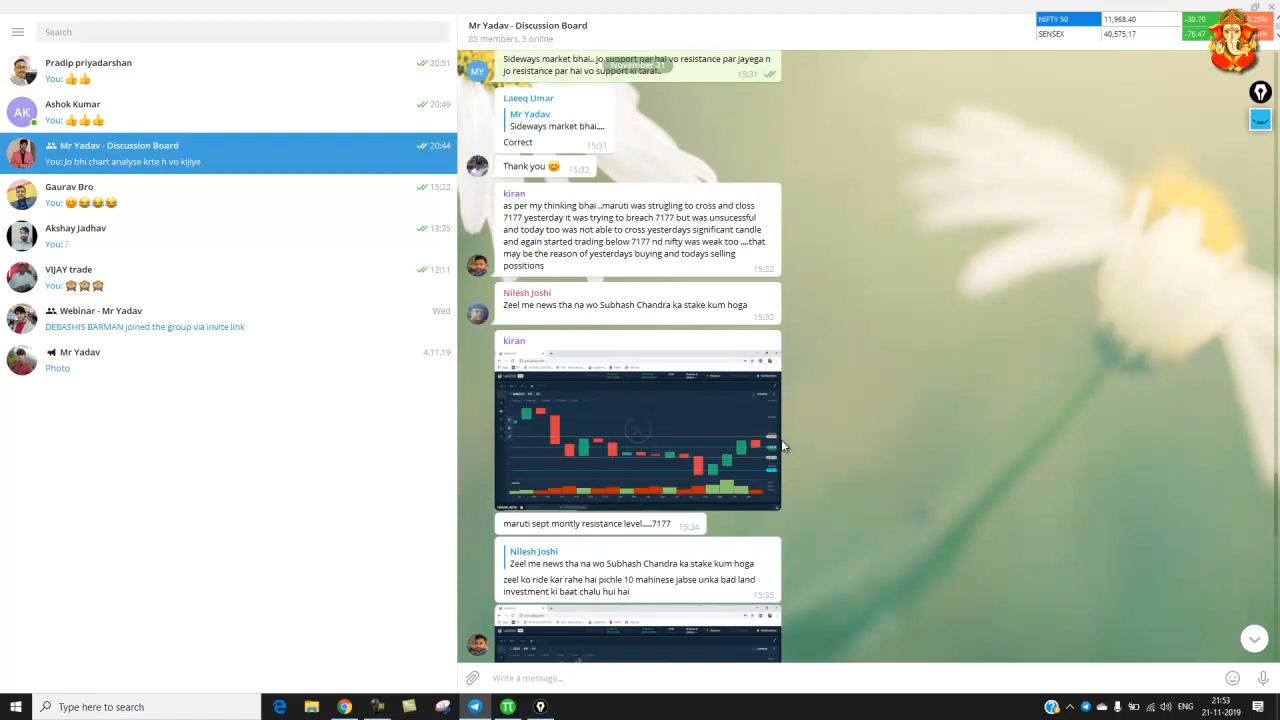 Search
Pradip priyadarshan
20:51
You: 👍👍
AK
Ashok Kumar
20:49
You: 👍👍👍
Mr Yadav - Discussion Board
20:44
You: Jo bhi chart analyse krte h vo kijiye
Gaurav Bro
15:22
You: 😊😂😂😂
Akshay Jadhav
13:35
You: ?
VIJAY trade
12:11
You: 🙈🙈🙈
Webinar - Mr Yadav
Wed
DEBASHIS BARMAN joined the group via invite link
Mr Yadav
4.11.19
Photo
Mr Yadav - Discussion Board
85 members, 5 online
NIFTY 50 11,968.40 -30.70
SENSEX 40,575.17 -76.47
MY
Sideways market bhai.. jo support par hai vo resistance par jayega n
jo resistance par hai vo support ki taraf..
15:31
November 21
Laeeq Umar
Mr Yadav
Sideways market bhai....
Correct
15:31
Thank you 😊
15:32
kiran
as per my thinking bhai ..maruti was strugling to cross and closs
7177 yesterday it was trying to breach 7177 but was unsucessful
and today too was not able to cross yesterdays significant candle
and again started trading below 7177 nd nifty was weak too ....that
may be the reason of yesterdays buying and todays selling
possitions
15:32
Nilesh Joshi
Zeel me news tha na wo Subhash Chandra ka stake kum hoga
15:32
kiran
maruti sept montly resistance level.....7177
15:34
Nilesh Joshi
Zeel me news tha na wo Subhash Chandra ka stake kum hoga
zeel ko ride kar rahe hai pichle 10 mahinese jabse unka bad land
investment ki baat chalu hui hai
15:35
Write a message...
Type here to search
ENG
21:53
21-11-2019